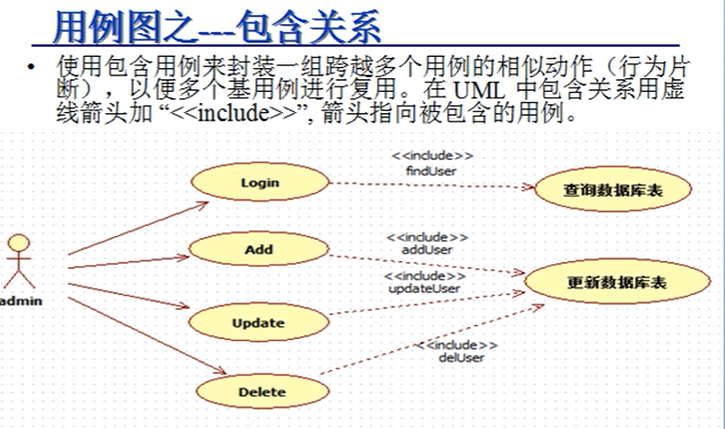 用例图之---包含关系
• 使用包含用例来封装一组跨越多个用例的相似动作（行为片
断），以便多个基用例进行复用。在 UML 中包含关系用虚
线箭头加 “<<include>>”, 箭头指向被包含的用例。
<<include>>
findUser
Login
查询数据库表
<<include>>
addUser
Add
<<include>>
updateUser
更新数据库表
admin
Update
<<include>>
delUser
Delete